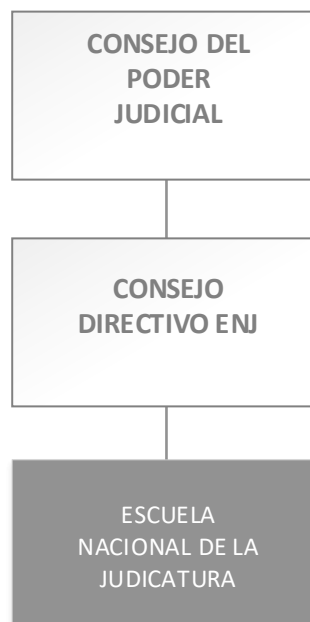 CONSEJO DEL
PODER
JUDICIAL
CONSEJO
DIRECTIVO ENJ
ESCUELA
NACIONAL DE LA
JUDICATURA